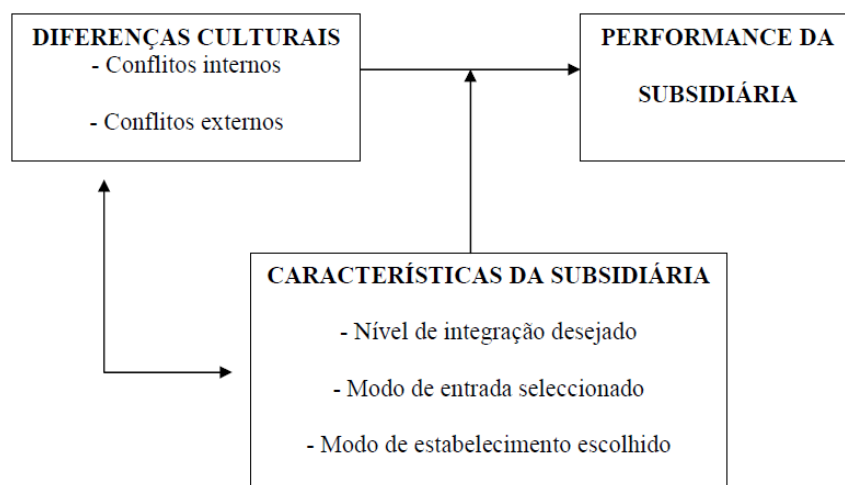 DIFERENÇAS CULTURAIS
- Conflitos internos
- Conflitos externos
PERFORMANCE DA
SUBSIDIÁRIA
CARACTERÍSTICAS DA SUBSIDIÁRIA
- Nível de integração desejado
- Modo de entrada seleccionado
- Modo de estabelecimento escolhido